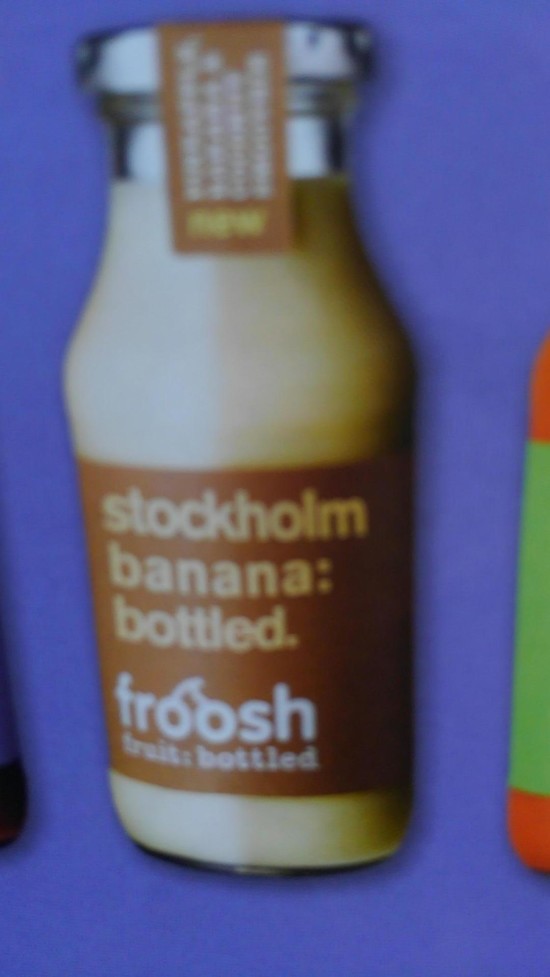 new
stockholm
banana:
bottled.
froosh
fruit:bottled